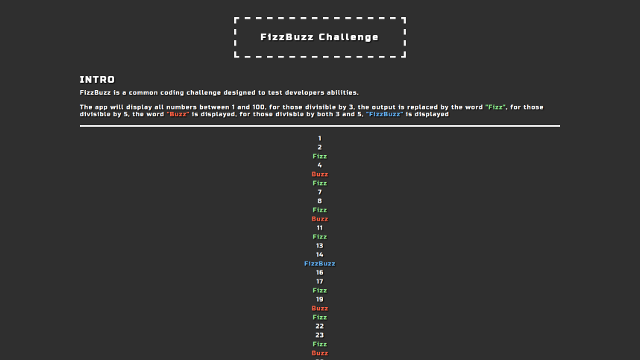 FizzBuzz Challenge
INTRO
FizzBuzz is a common coding challenge designed to test developers abilities.
The app will display all numbers between 1 and 100, for those divisible by 3, the output is replaced by the word "Fizz", for those
divisible by 5, the word "Buzz" is displayed, for those divisble by both 3 and 5, "FizzBuzz" is displayed
1
2
Fizz
4
Buzz
Fizz
7
8
Fizz
Buzz
11
Fizz
13
14
FizzBuzz
16
17
Fizz
19
Buzz
Fizz
22
23
Fizz
Buzz